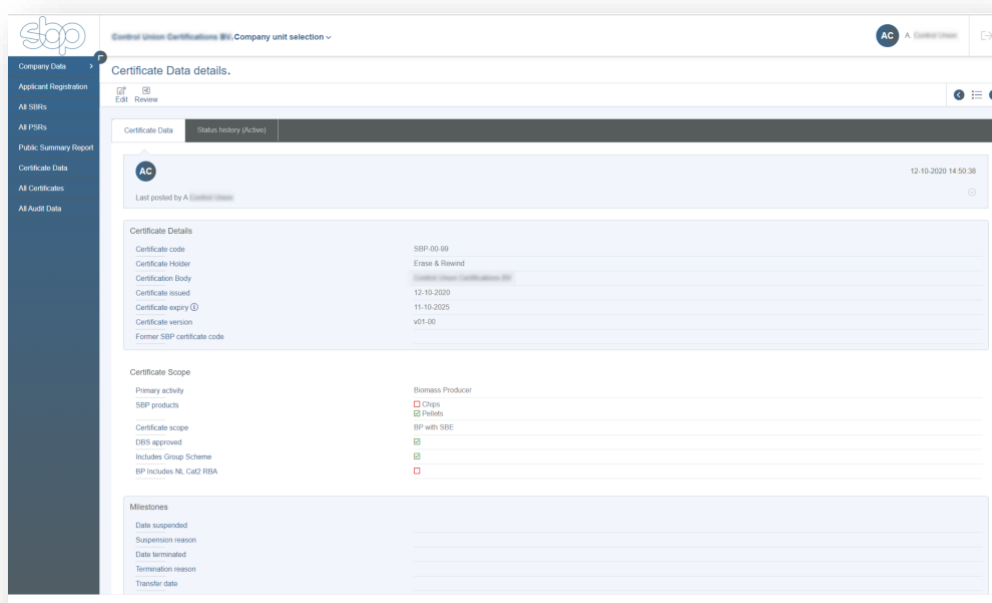 sbp
Company unit selection
AC A
Company Data
Applicant Registration
All SBRs
All PSRs
Public Summary Report
Certificate Data
All Certificates
All Audit Data
Certificate Data details.
Edit Review
Certificate Data Status history (Active)
AC
12-10-2020 14:50:38
Last posted by A
Certificate Details
Certificate code SBP-00-99
Certificate Holder Erase & Rewind
Certification Body
Certificate issued 12-10-2020
Certificate expiry 11-10-2025
Certificate version v01-00
Former SBP certificate code
Certificate Scope
Primary activity Biomass Producer
SBP products Chips
Pellets
Certificate scope BP with SBE
DBS approved
Includes Group Scheme
BP Includes NL Cat2 RBA
Milestones
Date suspended
Suspension reason
Date terminated
Termination reason
Transfer date